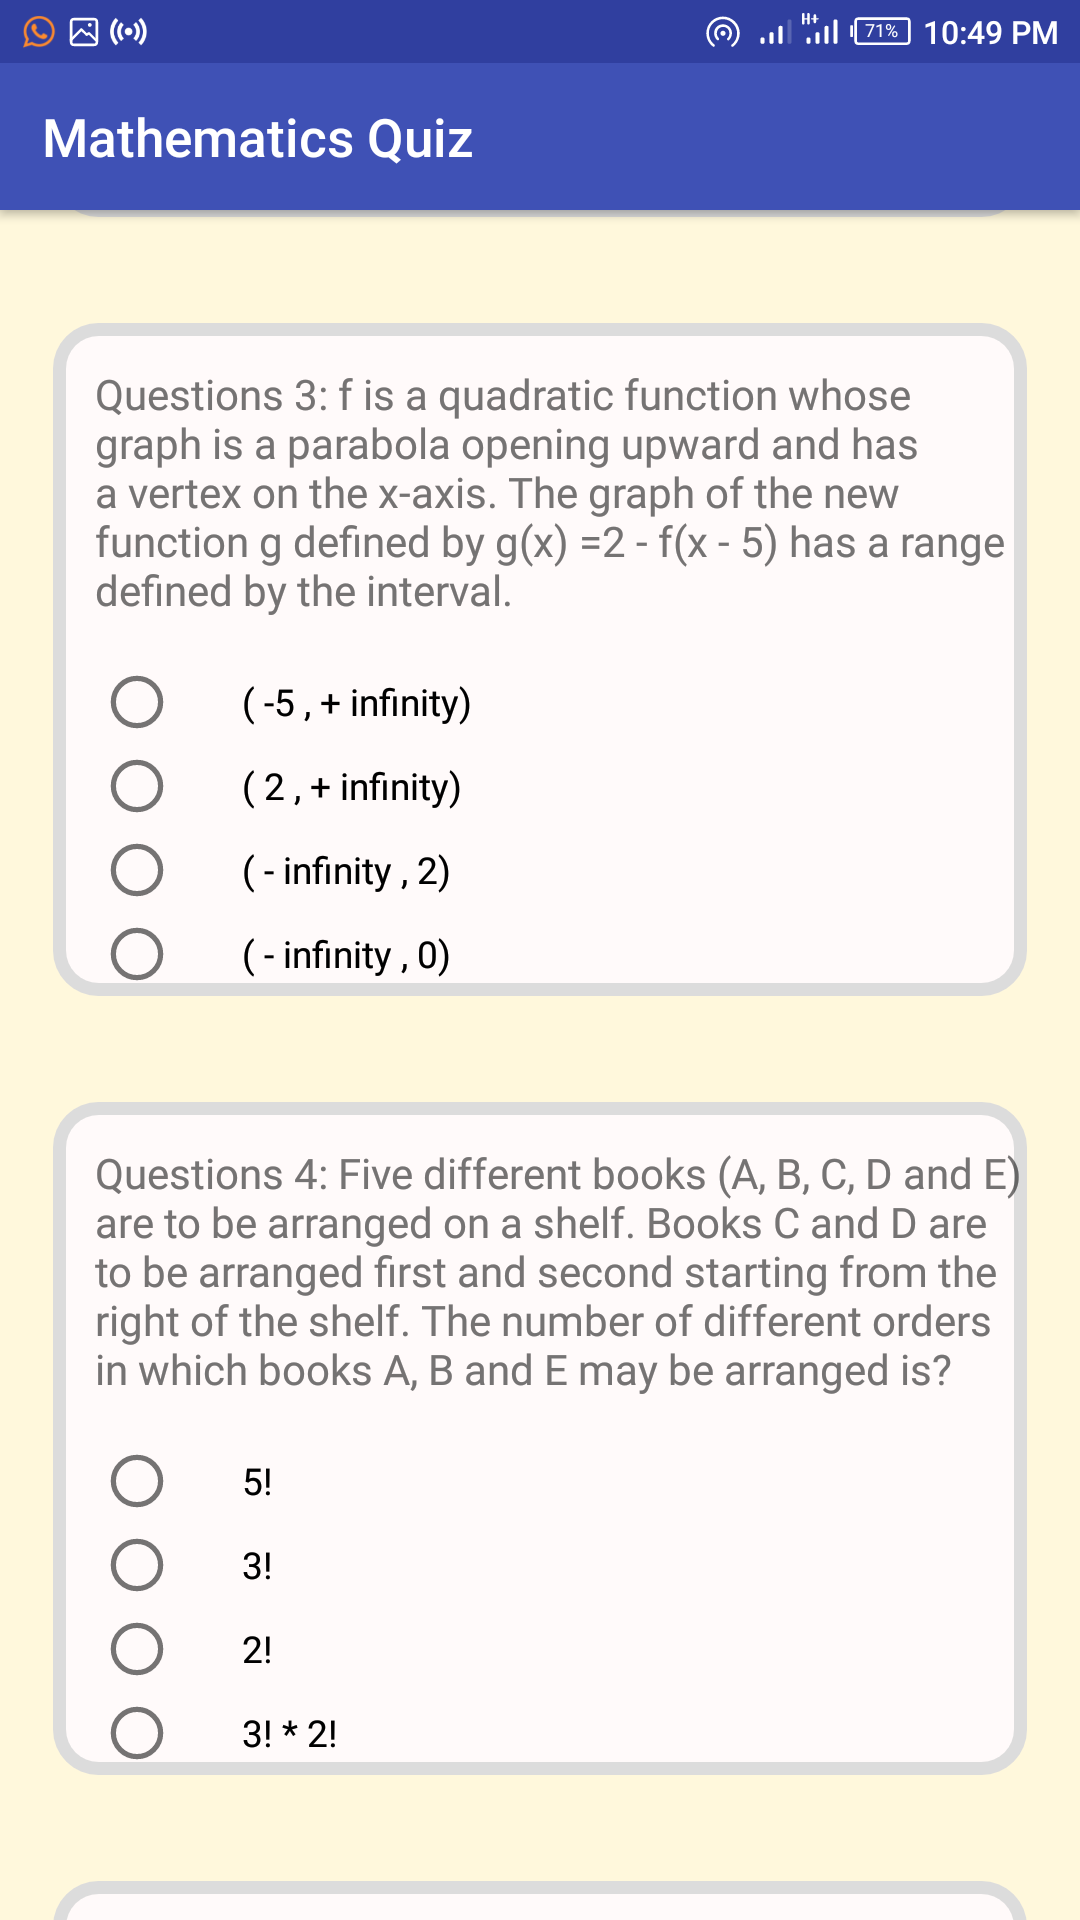 H+
71%
10:49 PM
Mathematics Quiz
Questions 3: f is a quadratic function whose
graph is a parabola opening upward and has
a vertex on the x-axis. The graph of the new
function g defined by g(x) =2 - f(x - 5) has a range
defined by the interval.
( -5 , + infinity)
( 2 , + infinity)
( - infinity , 2)
( - infinity , 0)
Questions 4: Five different books (A, B, C, D and E)
are to be arranged on a shelf. Books C and D are
to be arranged first and second starting from the
right of the shelf. The number of different orders
in which books A, B and E may be arranged is?
5!
3!
2!
3! * 2!